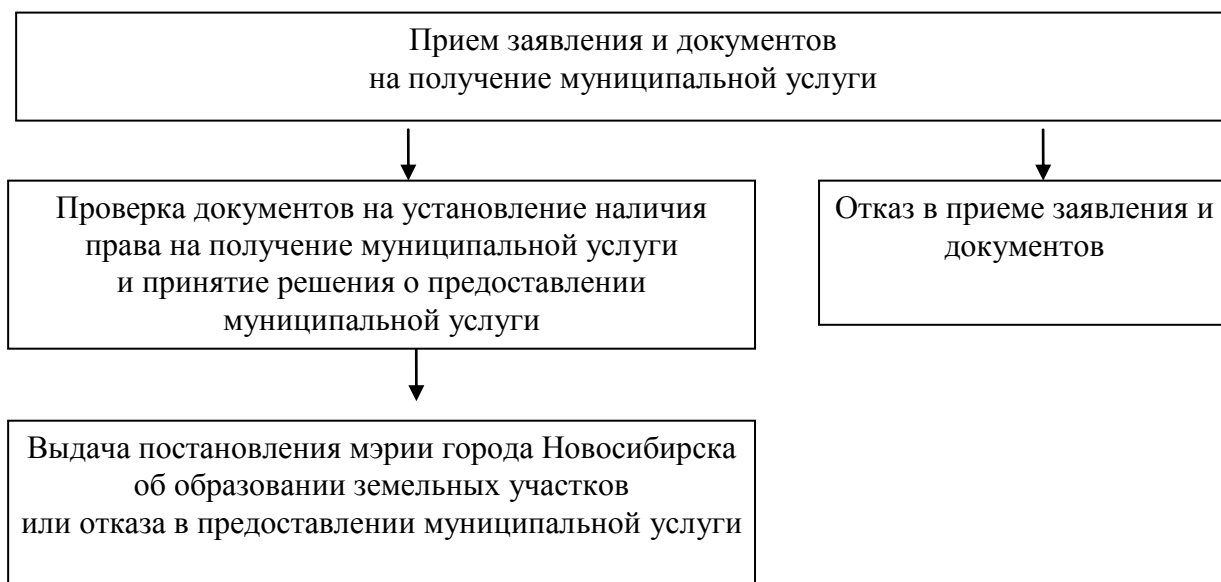 Прием заявления и документов
на получение муниципальной услуги
Проверка документов на установление наличия
права на получение муниципальной услуги
и принятие решения о предоставлении
муниципальной услуги
Отказ в приеме заявления и
документов
Выдача постановления мэрии города Новосибирска
об образовании земельных участков
или отказа в предоставлении муниципальной услуги